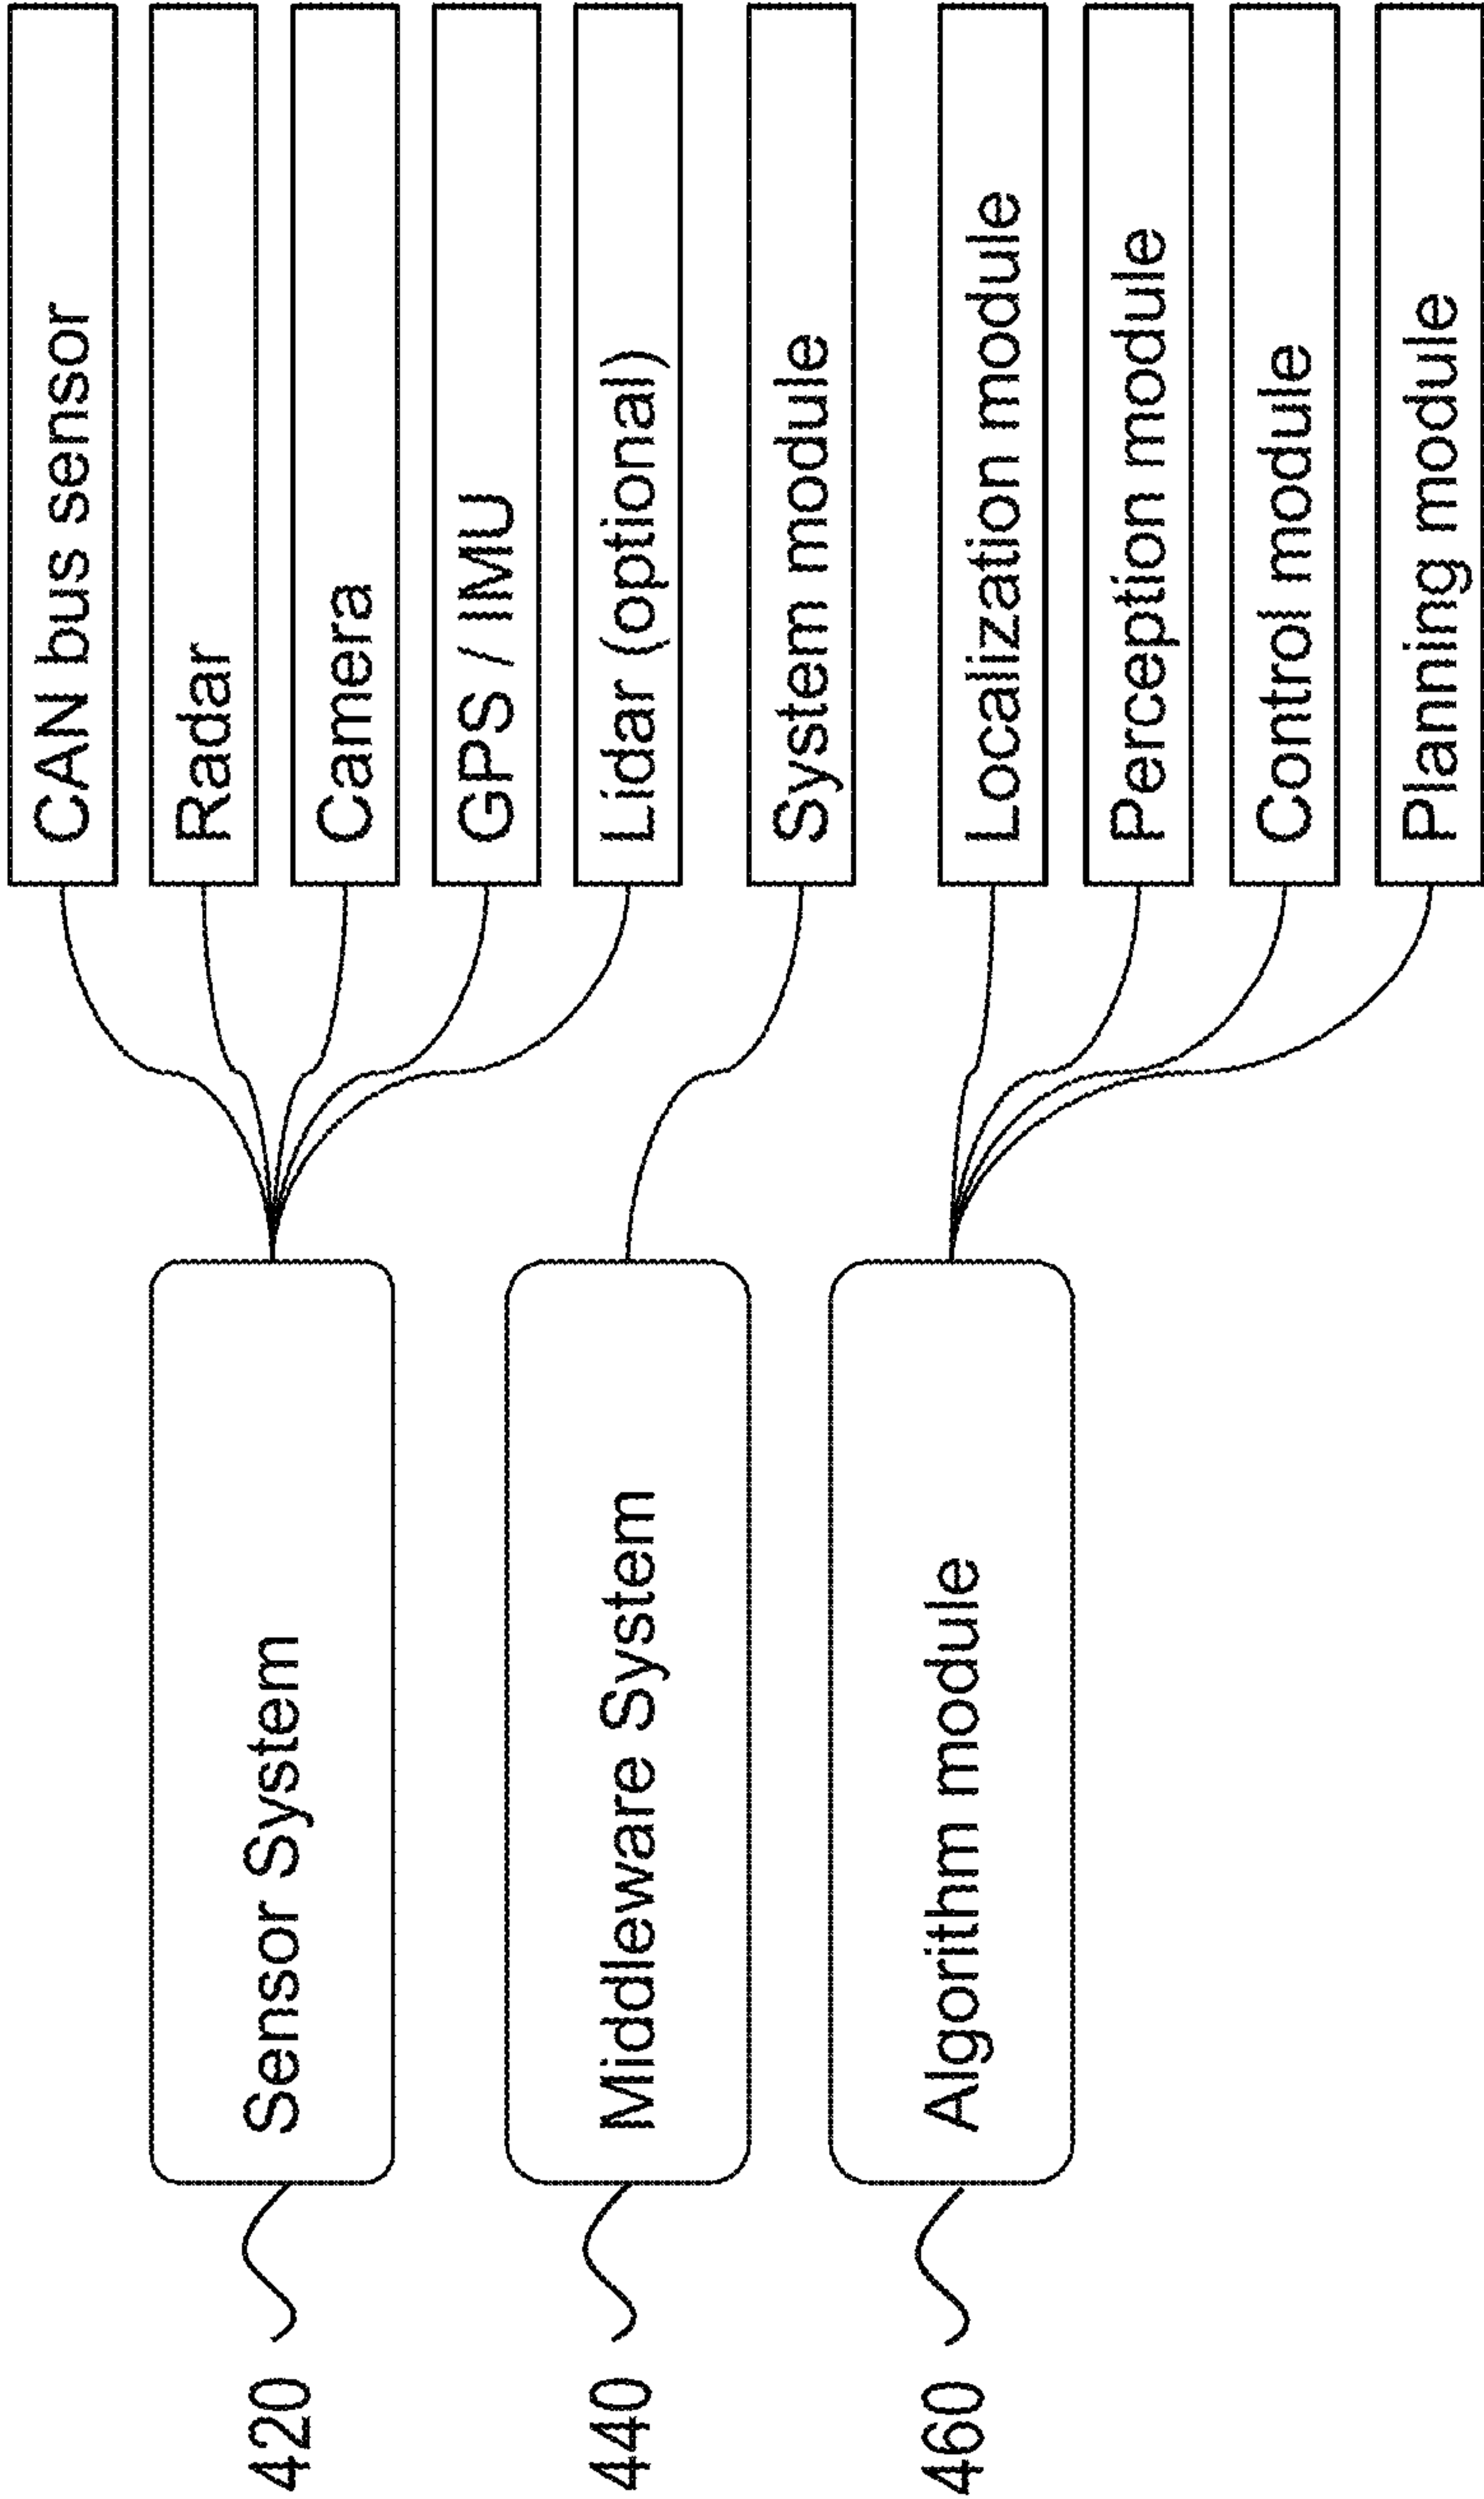 420
Sensor System
CAN bus sensor
Radar
Camera
GPS / IMU
Lidar (optional)
440
Middleware System
System module
460
Algorithm module
Localization module
Perception module
Control module
Planning module